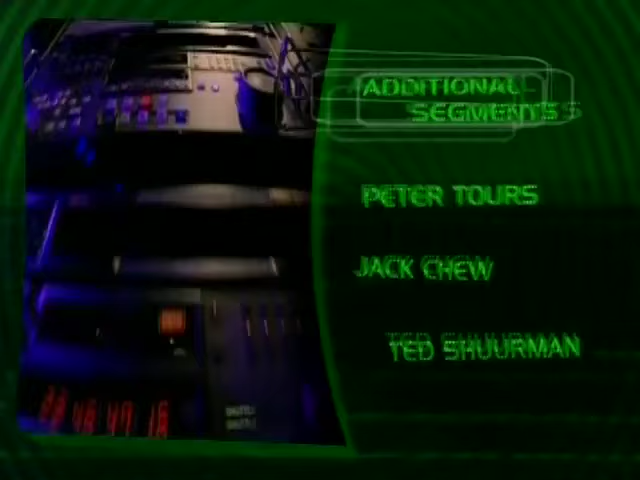 ADDITIONAL
SEGMENTS
PETER TOURS
JACK CHEW
TED SHUURMAN